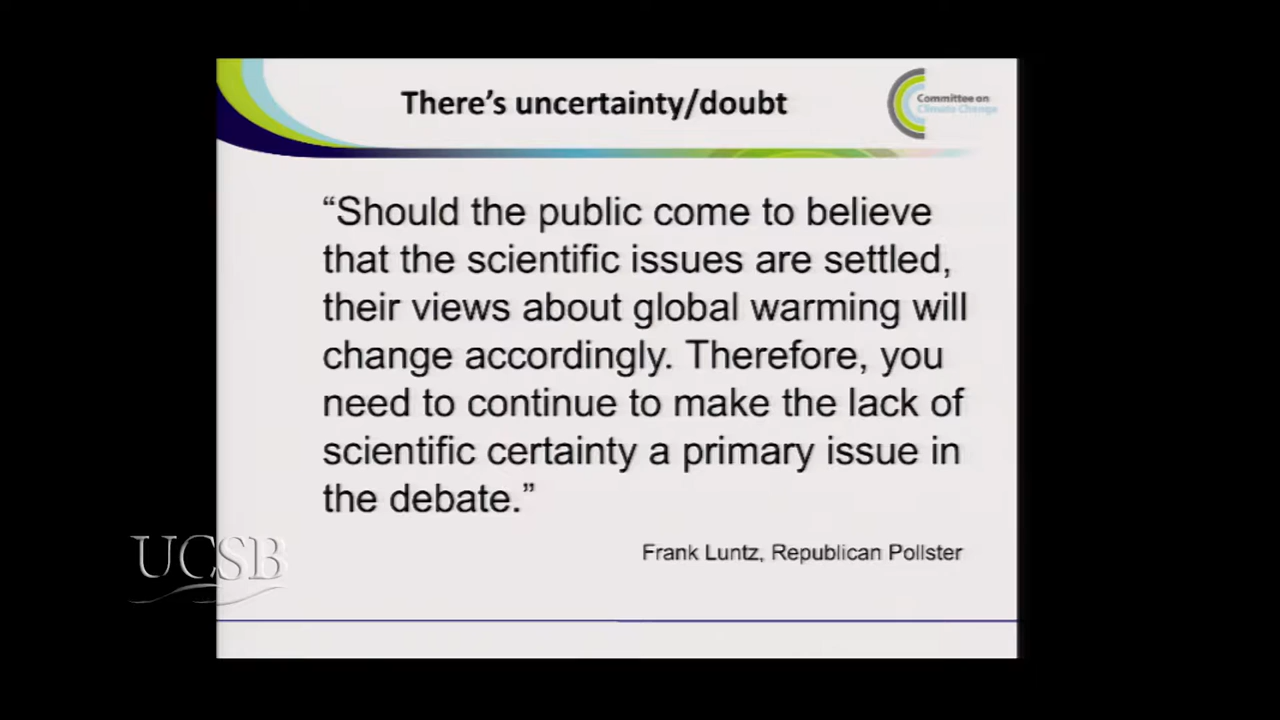 There’s uncertainty/doubt
Committee on
Climate Change
“Should the public come to believe
that the scientific issues are settled,
their views about global warming will
change accordingly. Therefore, you
need to continue to make the lack of
scientific certainty a primary issue in
the debate.”
Frank Luntz, Republican Pollster
UCSB